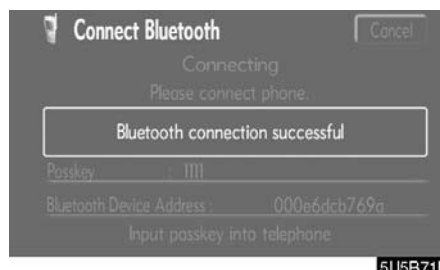 Connect Bluetooth
Cancel
Connecting
Please connect phone.
Bluetooth connection successful
Passkey : 1111
Bluetooth Device Address : 000e6dcb769a
Input passkey into telephone
5U5B71